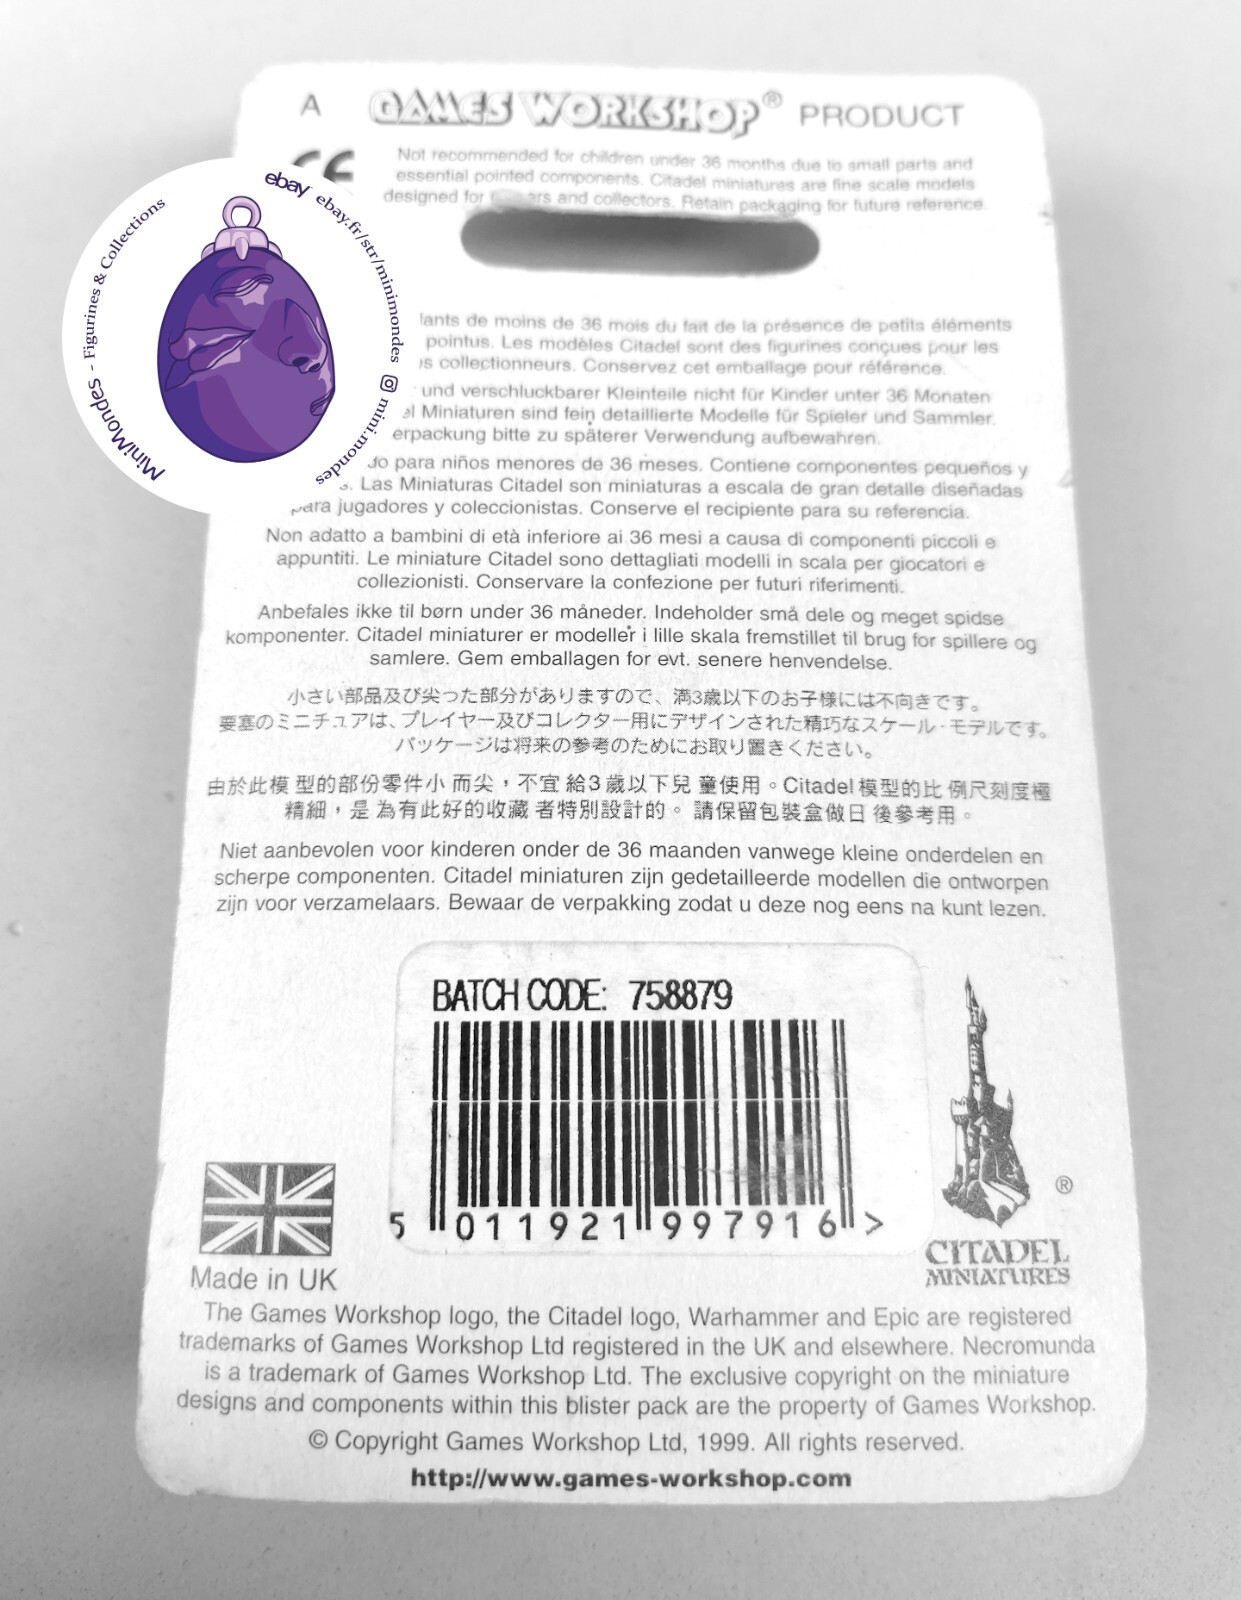 A GAMES WORKSHOP® PRODUCT
CE
Not recommended for children under 36 months due to small parts and
essential pointed components. Citadel miniatures are fine scale models
designed for and collectors. Retain packaging for future reference.
ebay ebay.fr/str/minimondes
MiniMondes - Figurines & Collections
mini.mondes
de moins de 36 mois du fait de la présence de petits éléments
pointus. Les modèles Citadel sont des figurines conçues pour les
collectionneurs. Conservez cet emballage pour référence.
und verschluckbarer Kleinteile nicht für Kinder unter 36 Monaten
Miniaturen sind fein detaillierte Modelle für Spieler und Sammler.
bitte zu späterer Verwendung aufbewahren.
para niños menores de 36 meses. Contiene componentes pequeños y
Las Miniaturas Citadel son miniaturas a escala de gran detalle diseñadas
para jugadores y coleccionistas. Conserve el recipiente para su referencia.
Non adatto a bambini di età inferiore ai 36 mesi a causa di componenti piccoli e
appuntiti. Le miniature Citadel sono dettagliati modelli in scala per giocatori e
collezionisti. Conservare la confezione per futuri riferimenti.
Anbefales ikke til børn under 36 måneder. Indeholder små dele og meget spidse
komponenter. Citadel miniaturer er modeller i lille skala fremstillet til brug for spillere og
samlere. Gem emballagen for evt. senere henvendelse.
小さい部品及び尖った部分がありますので、満3歳以下のお子様には不向きです。
要塞のミニチュアは、プレイヤー及びコレクター用にデザインされた精巧なスケール・モデルです。
パッケージは将来の参考のためにお取り置きください。
由於此模 型的部份零件小 而尖，不宜 給3 歲以下兒 童使用。Citadel 模型的比 例尺刻度極
精細，是 為有此好的收藏 者特別設計的。 請保留包裝盒做日 後參考用。
Niet aanbevolen voor kinderen onder de 36 maanden vanwege kleine onderdelen en
scherpe componenten. Citadel miniaturen zijn gedetailleerde modellen die ontworpen
zijn voor verzamelaars. Bewaar de verpakking zodat u deze nog eens na kunt lezen.
BATCH CODE: 758879
5 011921 997916 >
®
CITADEL
MINIATURES
Made in UK
The Games Workshop logo, the Citadel logo, Warhammer and Epic are registered
trademarks of Games Workshop Ltd registered in the UK and elsewhere. Necromunda
is a trademark of Games Workshop Ltd. The exclusive copyright on the miniature
designs and components within this blister pack are the property of Games Workshop.
© Copyright Games Workshop Ltd, 1999. All rights reserved.
http://www.games-workshop.com